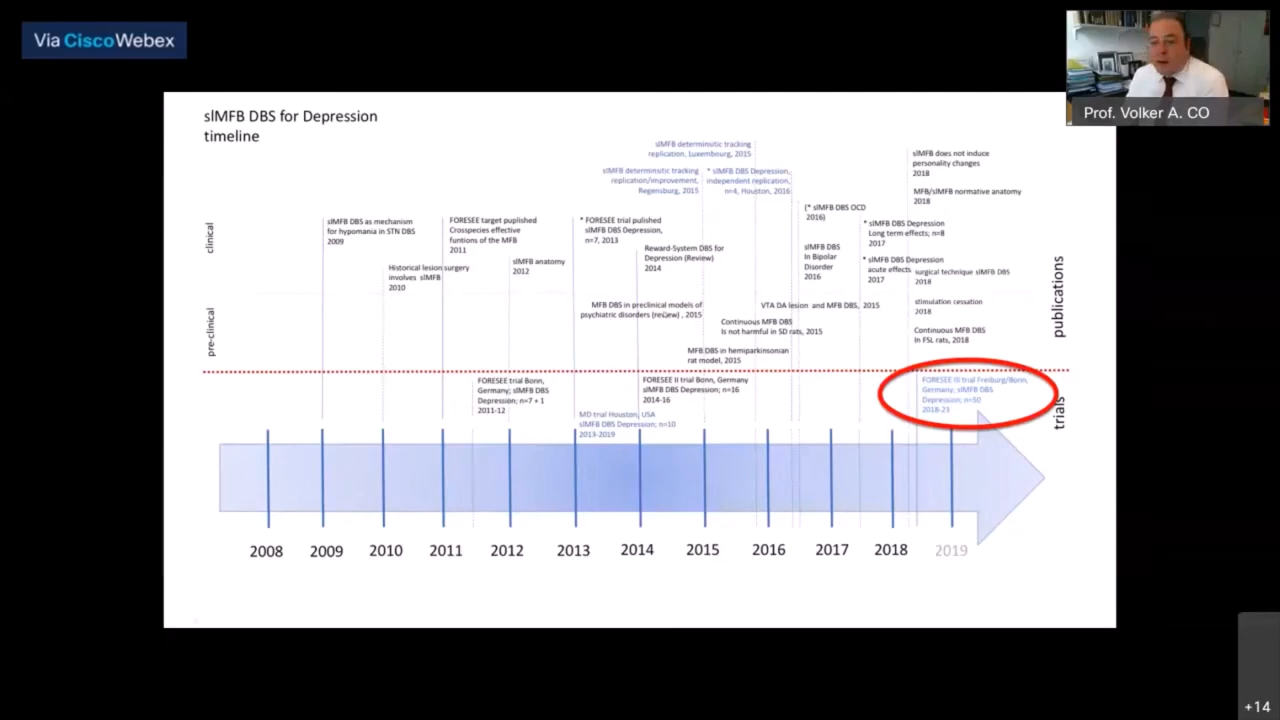 Via Cisco Webex
Prof. Volker A. CO
slMFB DBS for Depression
timeline
slMFB deterministic tracking
replication, Luxembourg, 2015
slMFB deterministic tracking
replication/improvement,
Regensburg, 2015
* slMFB DBS Depression,
independent replication,
n=4, Houston, 2016
slMFB does not induce
personality changes
2018
MFB/slMFB normative anatomy
2018
clinical
slMFB DBS as mechanism
for hypomania in STN DBS
2009
Historical lesion surgery
involves slMFB
2010
FORESEE target puplished
Crosspecies effective
funtions of the MFB
2011
slMFB anatomy
2012
* FORESEE trial pulished
slMFB DBS Depression,
n=7, 2013
Reward-System DBS for
Depression (Review)
2014
(* slMFB DBS OCD
2016)
slMFB DBS
In Bipolar
Disorder
2016
* slMFB DBS Depression
Long term effects; n=8
2017
* slMFB DBS Depression
acute effects
2017
surgical technique slMFB DBS
2018
publications
pre-clinical
MFB DBS in preclinical models of
psychiatric disorders (review) , 2015
VTA DA lesion and MFB DBS, 2015
Continuous MFB DBS
Is not harmful in SD rats, 2015
MFB DBS in hemiparkinsonian
rat model, 2015
stimulation cessation
2018
Continuous MFB DBS
In FSL rats, 2018
FORESEE trial Bonn,
Germany; slMFB DBS
Depression; n=7 + 1
2011-12
MD trial Houston, USA
slMFB DBS Depression; n=10
2013-2019
FORESEE II trial Bonn, Germany
slMFB DBS Depression; n=16
2014-16
FORESEE III trial Freiburg/Bonn,
Germany; slMFB DBS
Depression; n=50
2018-23
trials
2008 2009 2010 2011 2012 2013 2014 2015 2016 2017 2018 2019
+14